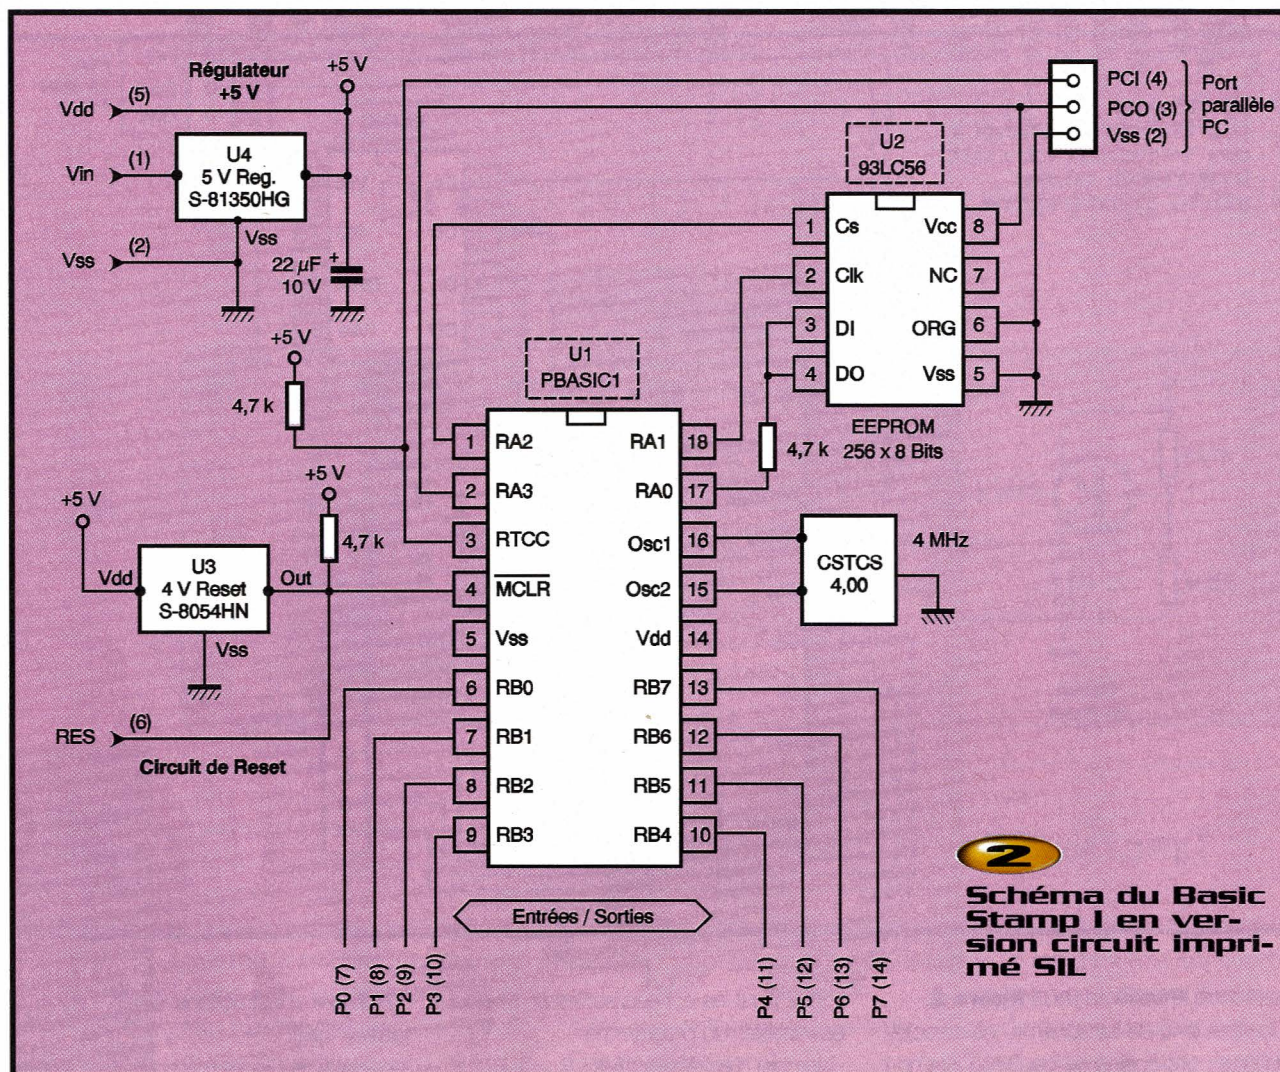 Régulateur
+5 V
+5 V
Vdd
(5)
Vin
(1)
U4
5 V Reg.
S-81350HG
Vss
Vss
(2)
22 µF
+
10 V
+5 V
4,7 k
+5 V
4,7 k
+5 V
Vdd
U3
4 V Reset
S-8054HN
Out
Vss
RES
(6)
Circuit de Reset
PCI (4)
PCO (3)
Vss (2)
Port
parallèle
PC
U2
93LC56
1 Cs Vcc 8
2 Clk NC 7
3 DI ORG 6
4 DO Vss 5
EEPROM
256 x 8 Bits
4,7 k
U1
PBASIC1
1 RA2 RA1 18
2 RA3 RA0 17
3 RTCC Osc1 16
4 MCLR Osc2 15
5 Vss Vdd 14
6 RB0 RB7 13
7 RB1 RB6 12
8 RB2 RB5 11
9 RB3 RB4 10
CSTCS
4,00
4 MHz
Entrées / Sorties
P0 (7)
P1 (8)
P2 (9)
P3 (10)
P4 (11)
P5 (12)
P6 (13)
P7 (14)
2
Schéma du Basic
Stamp I en ver-
sion circuit impri-
mé SIL